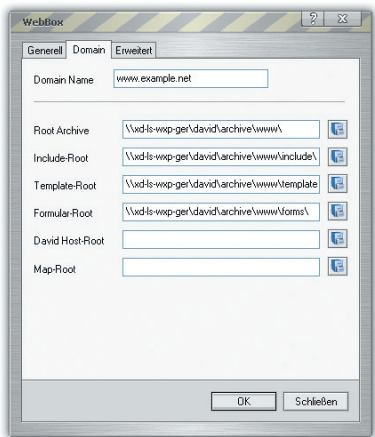 WebBox
Generell Domain Erweitert
Domain Name www.example.net
Root Archive \\xd-ls-wxp-ger\david\archive\www\
Include-Root \\xd-ls-wxp-ger\david\archive\www\include\
Template-Root \\xd-ls-wxp-ger\david\archive\www\template
Formular-Root \\xd-ls-wxp-ger\david\archive\www\forms\
David Host-Root
Map-Root
OK Schließen